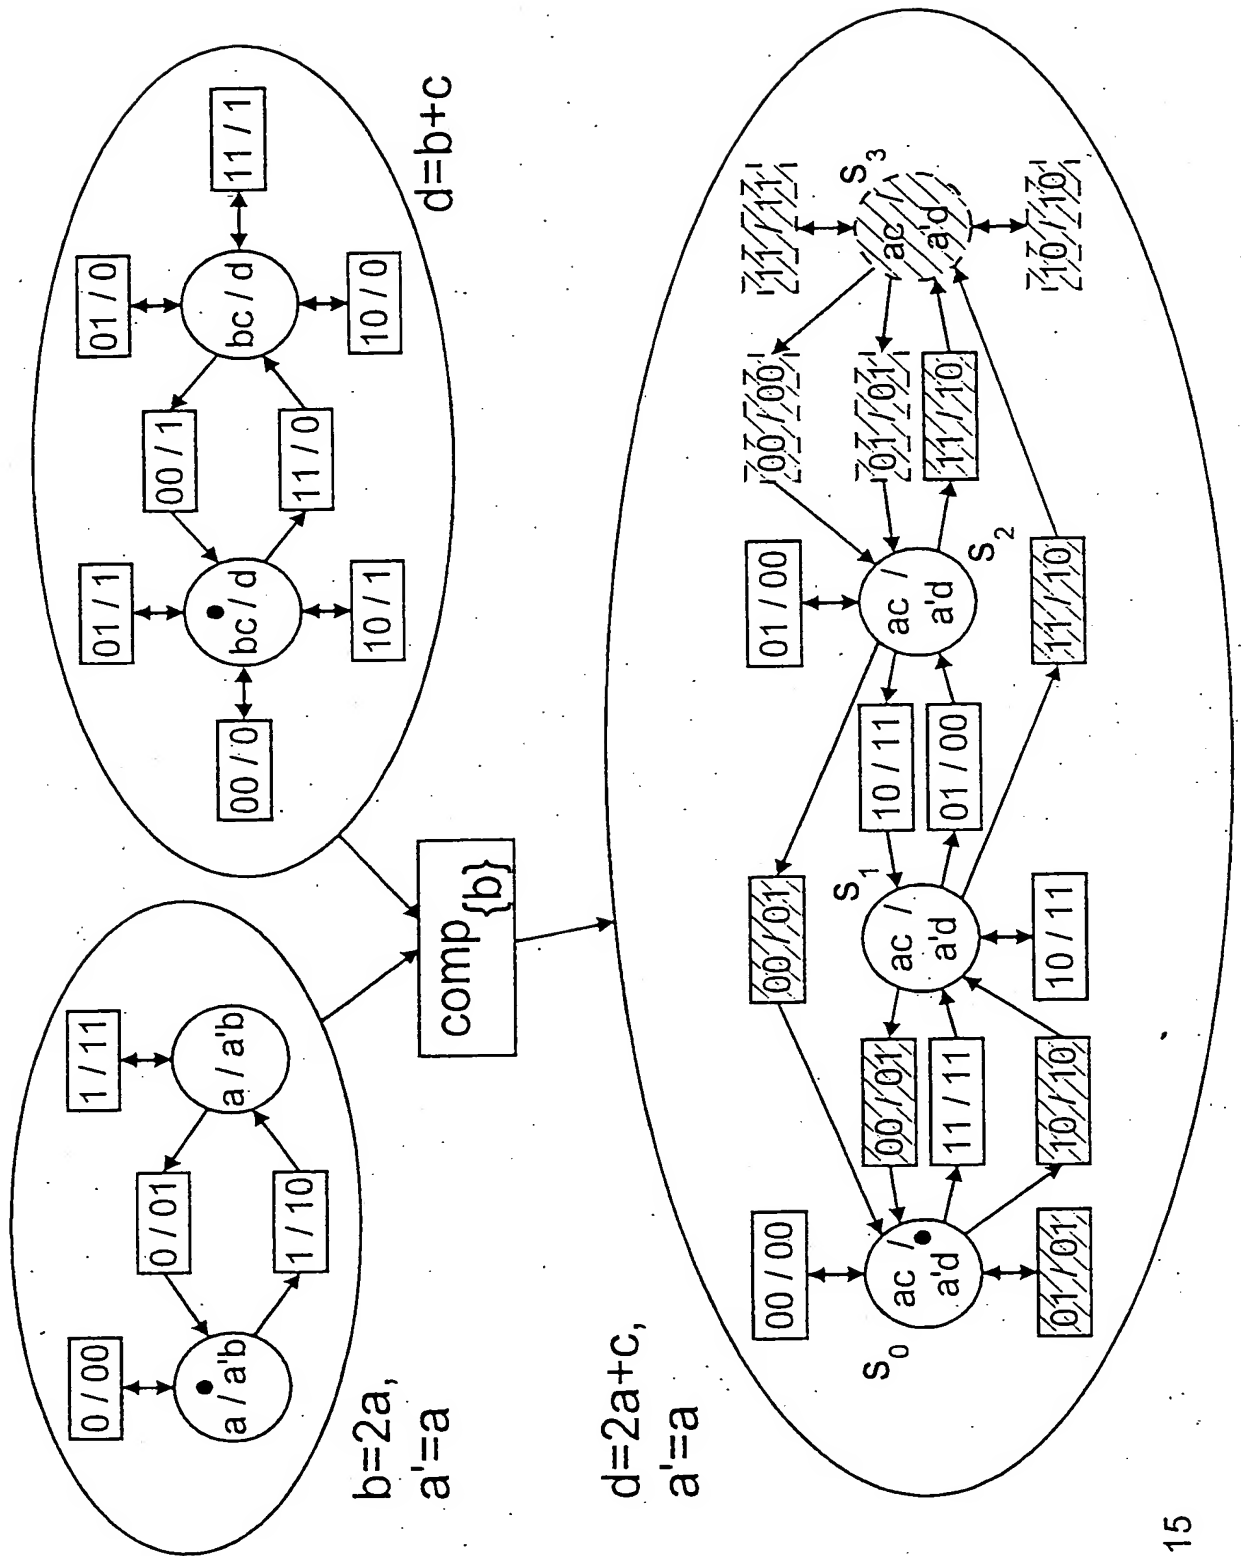 0 / 00
1 / 11
a / a'b
0 / 01
1 / 10
a / a'b
b=2a,
a'=a
01 / 1
01 / 0
00 / 0
bc / d
00 / 1
11 / 0
bc / d
11 / 1
10 / 1
10 / 0
d=b+c
comp{b}
d=2a+c,
a'=a
00 / 00
00 / 01
01 / 00
00 / 00
11 / 11
S0
ac /
a'd
00 / 01
11 / 11
S1
ac /
a'd
10 / 11
01 / 00
ac /
a'd
S2
01 / 01
11 / 10
ac /
a'd
S3
01 / 01
10 / 10
10 / 11
11 / 10
10 / 10
15